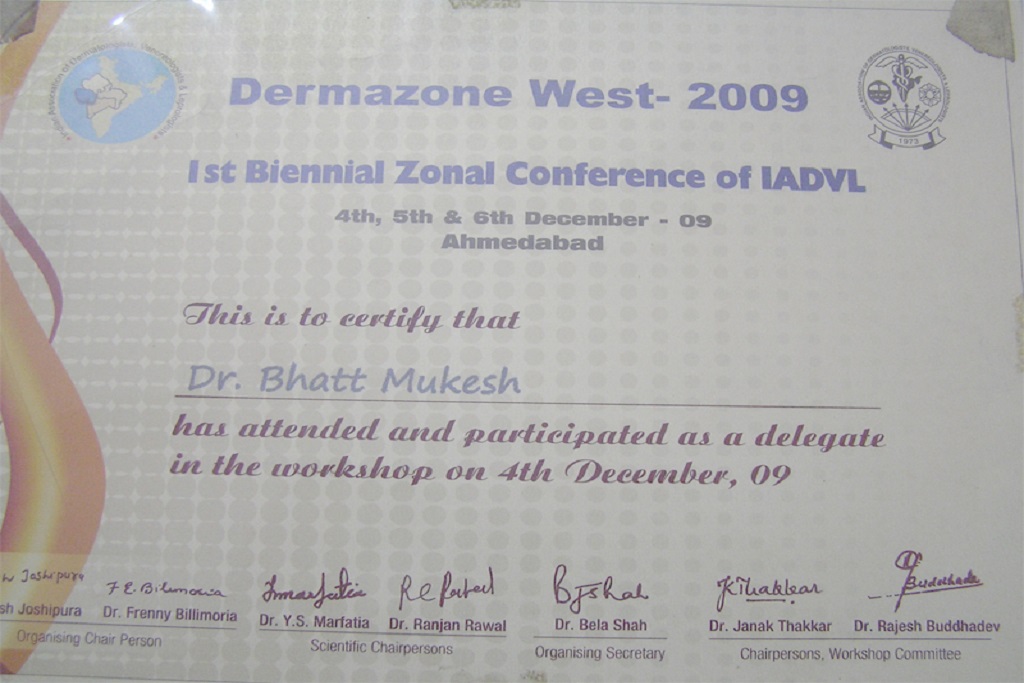 Dermazone West- 2009
1st Biennial Zonal Conference of IADVL
4th, 5th & 6th December - 09
Ahmedabad
This is to certify that
Dr. Bhatt Mukesh
has attended and participated as a delegate
in the workshop on 4th December, 09
sh Joshipura
Dr. Frenny Billimoria
Organising Chair Person
Dr. Y.S. Marfatia
Dr. Ranjan Rawal
Scientific Chairpersons
Dr. Bela Shah
Organising Secretary
Dr. Janak Thakkar
Dr. Rajesh Buddhadev
Chairpersons, Workshop Committee
1973